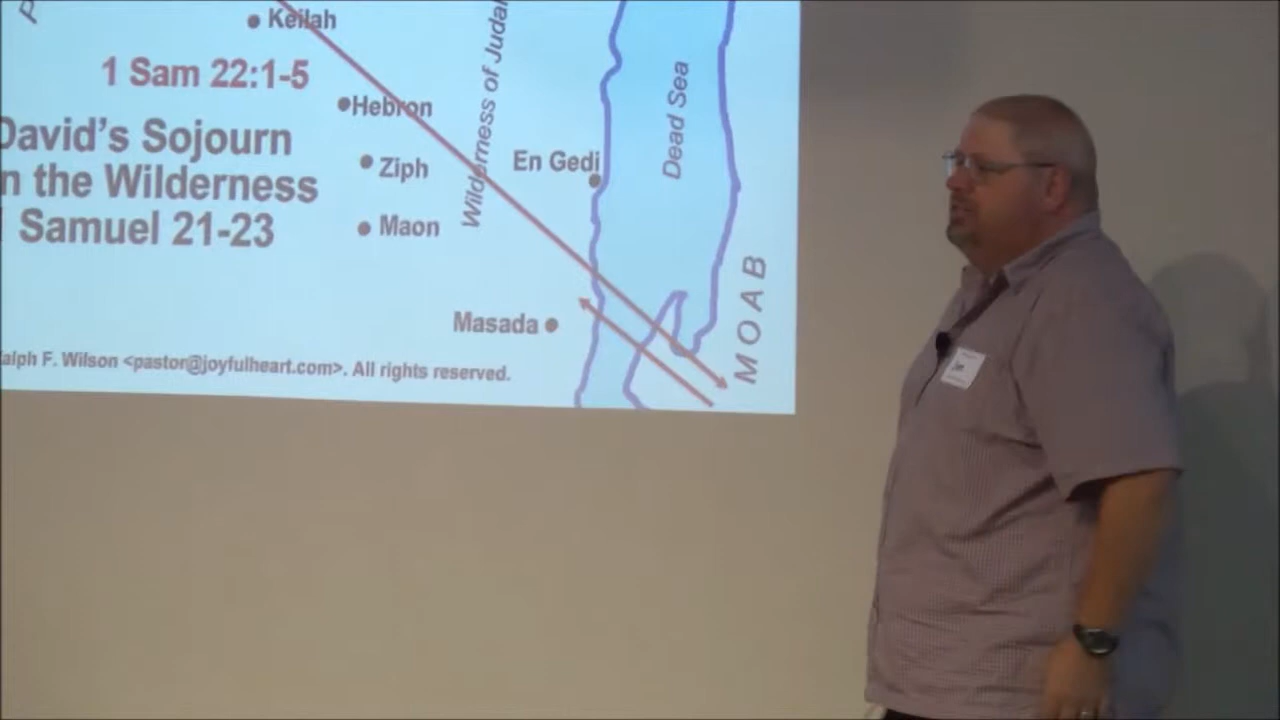 Keilah
1 Sam 22:1-5
Hebron
David's Sojourn
n the Wilderness
Samuel 21-23
Ziph
Maon
Wilderness of Judah
En Gedi
Dead Sea
MOAB
Masada
alph F. Wilson <pastor@joyfulheart.com>. All rights reserved.